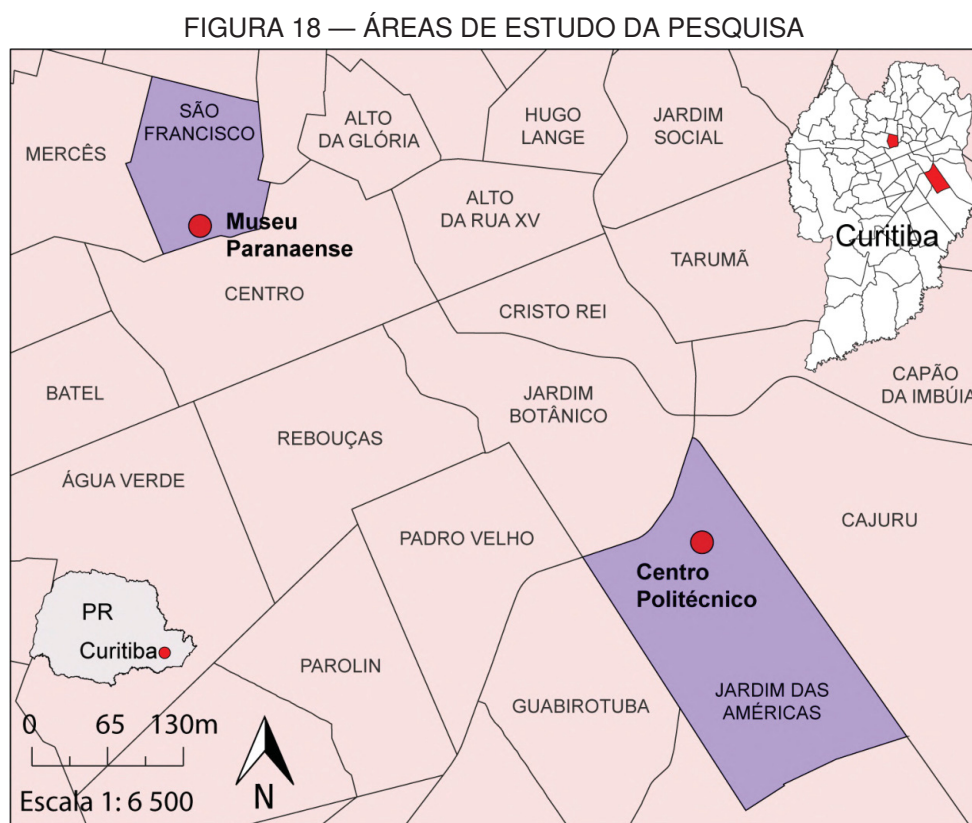 FIGURA 18 — ÁREAS DE ESTUDO DA PESQUISA
SÃO
FRANCISCO
MERCÊS
ALTO
DA GLÓRIA
HUGO
LANGE
JARDIM
SOCIAL
Museu
Paranaense
ALTO
DA RUA XV
TARUMÃ
Curitiba
CENTRO
CRISTO REI
BATEL
JARDIM
BOTÂNICO
CAPÃO
DA IMBÚIA
REBOUÇAS
ÁGUA VERDE
PADRO VELHO
CAJURU
Centro
Politécnico
PR
Curitiba
PAROLIN
GUABIROTUBA
JARDIM DAS
AMÉRICAS
0 65 130m
Escala 1: 6 500
N